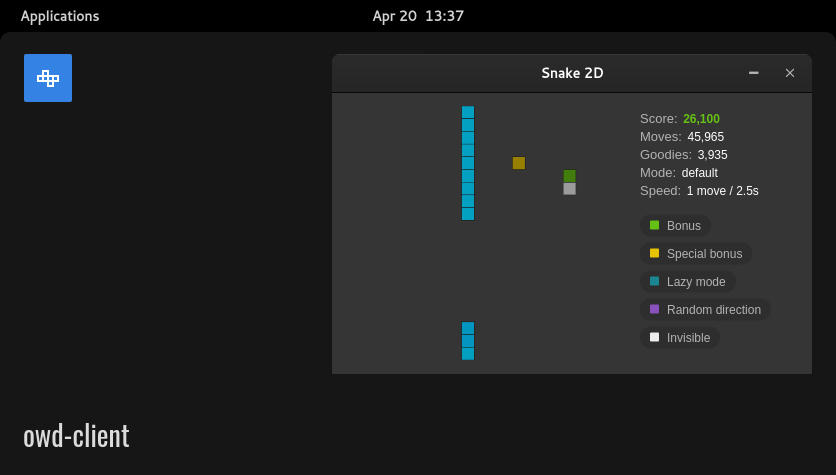 Applications
Apr 20 13:37
Snake 2D
Score: 26,100
Moves: 45,965
Goodies: 3,935
Mode: default
Speed: 1 move / 2.5s
Bonus
Special bonus
Lazy mode
Random direction
Invisible
owd-client